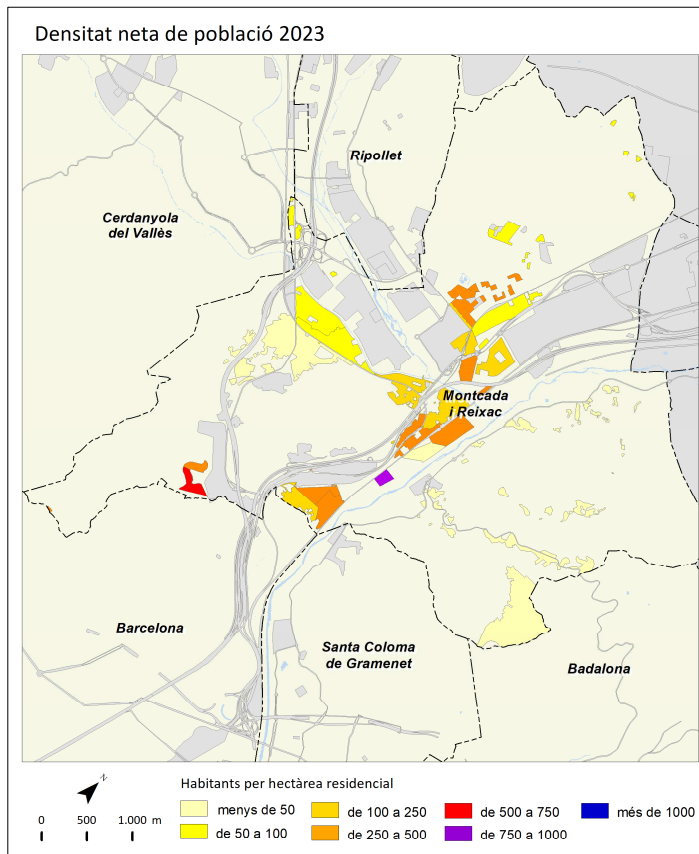 Densitat neta de població 2023
Ripollet
Cerdanyola
del Vallès
Montcada
i Reixac
Barcelona
Santa Coloma
de Gramenet
Badalona
N
0 500 1.000 m
Habitants per hectàrea residencial
menys de 50
de 50 a 100
de 100 a 250
de 250 a 500
de 500 a 750
de 750 a 1000
més de 1000